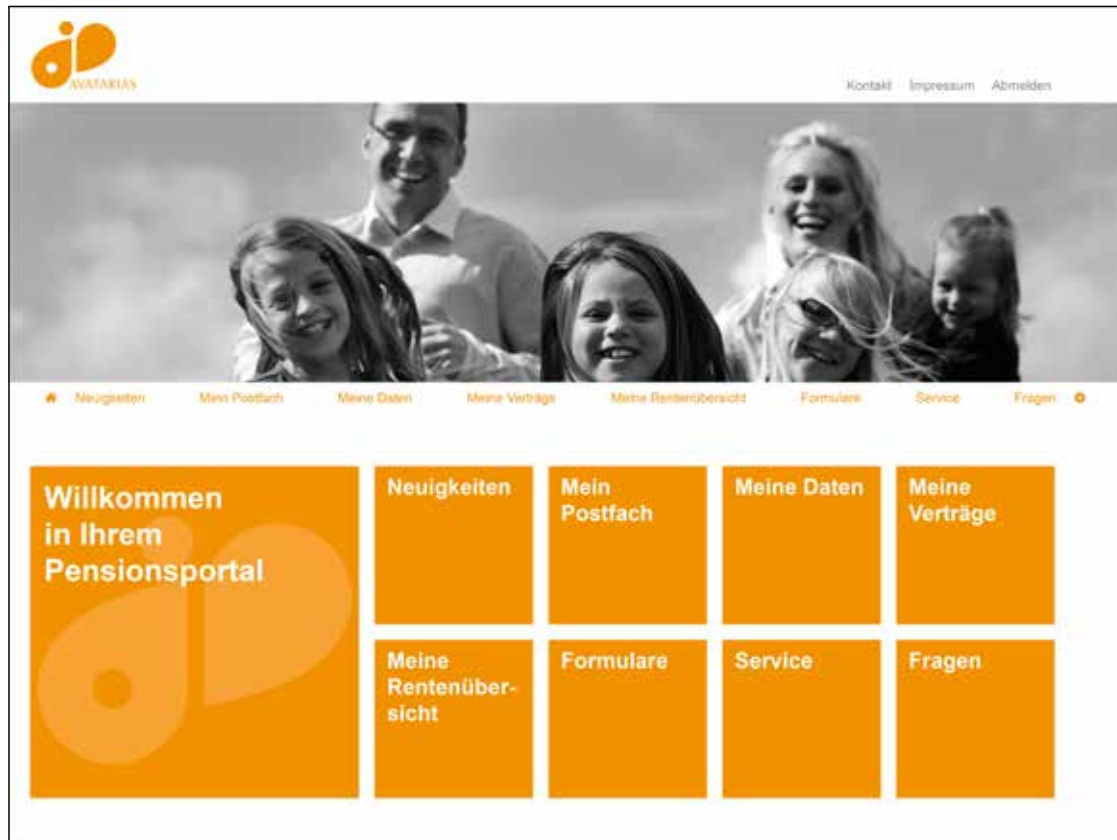 AVATARIAS
Kontakt Impressum Abmelden
Neuigkeiten Mein Postfach Meine Daten Meine Verträge Meine Rentenübersicht Formulare Service Fragen
Willkommen
in Ihrem
Pensionsportal
Neuigkeiten
Mein
Postfach
Meine Daten
Meine
Verträge
Meine
Rentenüber-
sicht
Formulare
Service
Fragen